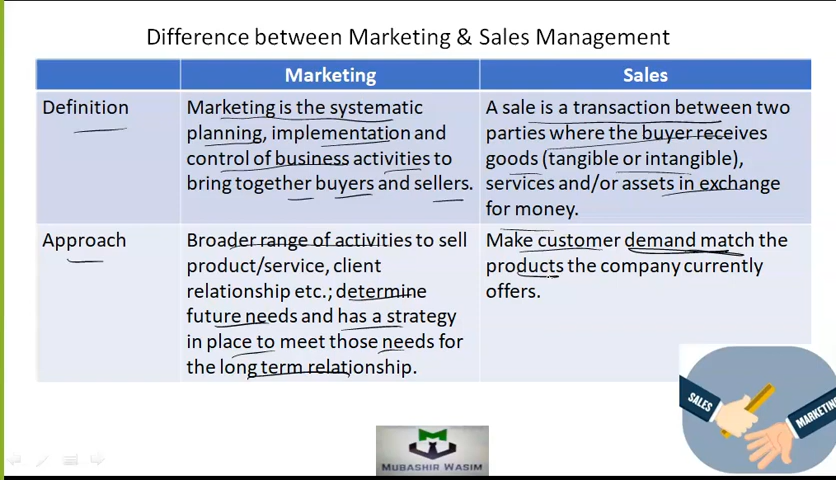 Difference between Marketing & Sales Management
Marketing
Sales
Definition
Marketing is the systematic
planning, implementation and
control of business activities to
bring together buyers and sellers.
A sale is a transaction between two
parties where the buyer receives
goods (tangible or intangible),
services and/or assets in exchange
for money.
Approach
Broader range of activities to sell
product/service, client
relationship etc.; determine
future needs and has a strategy
in place to meet those needs for
the long term relationship.
Make customer demand match the
products the company currently
offers.
SALES
MARKETING
MUBASHIR WASIM